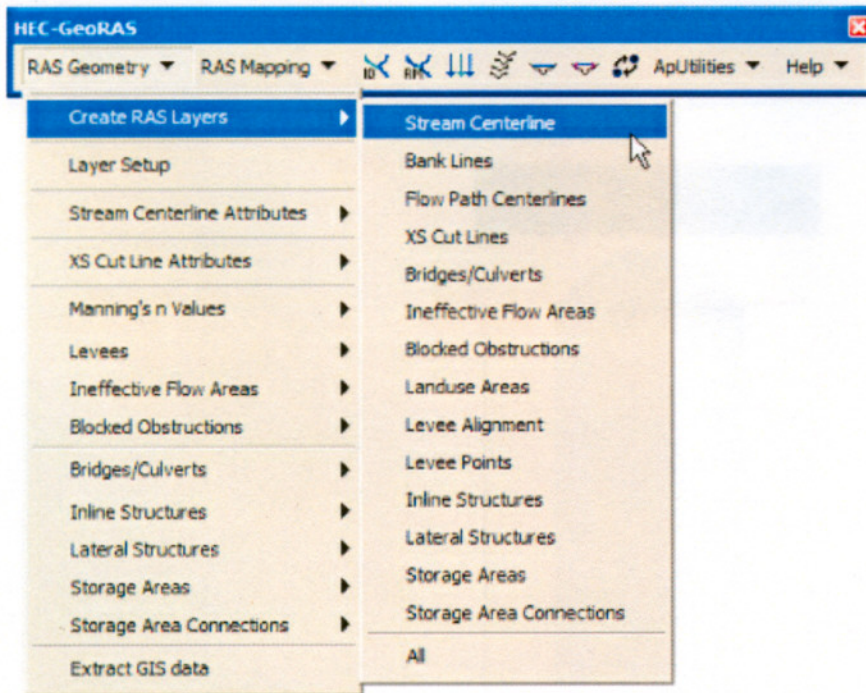 HEC-GeoRAS
RAS Geometry RAS Mapping ID RPS ApUtilities Help
Create RAS Layers
Layer Setup
Stream Centerline Attributes
XS Cut Line Attributes
Manning's n Values
Levees
Ineffective Flow Areas
Blocked Obstructions
Bridges/Culverts
Inline Structures
Lateral Structures
Storage Areas
Storage Area Connections
Extract GIS data
Stream Centerline
Bank Lines
Flow Path Centerlines
XS Cut Lines
Bridges/Culverts
Ineffective Flow Areas
Blocked Obstructions
Landuse Areas
Levee Alignment
Levee Points
Inline Structures
Lateral Structures
Storage Areas
Storage Area Connections
All